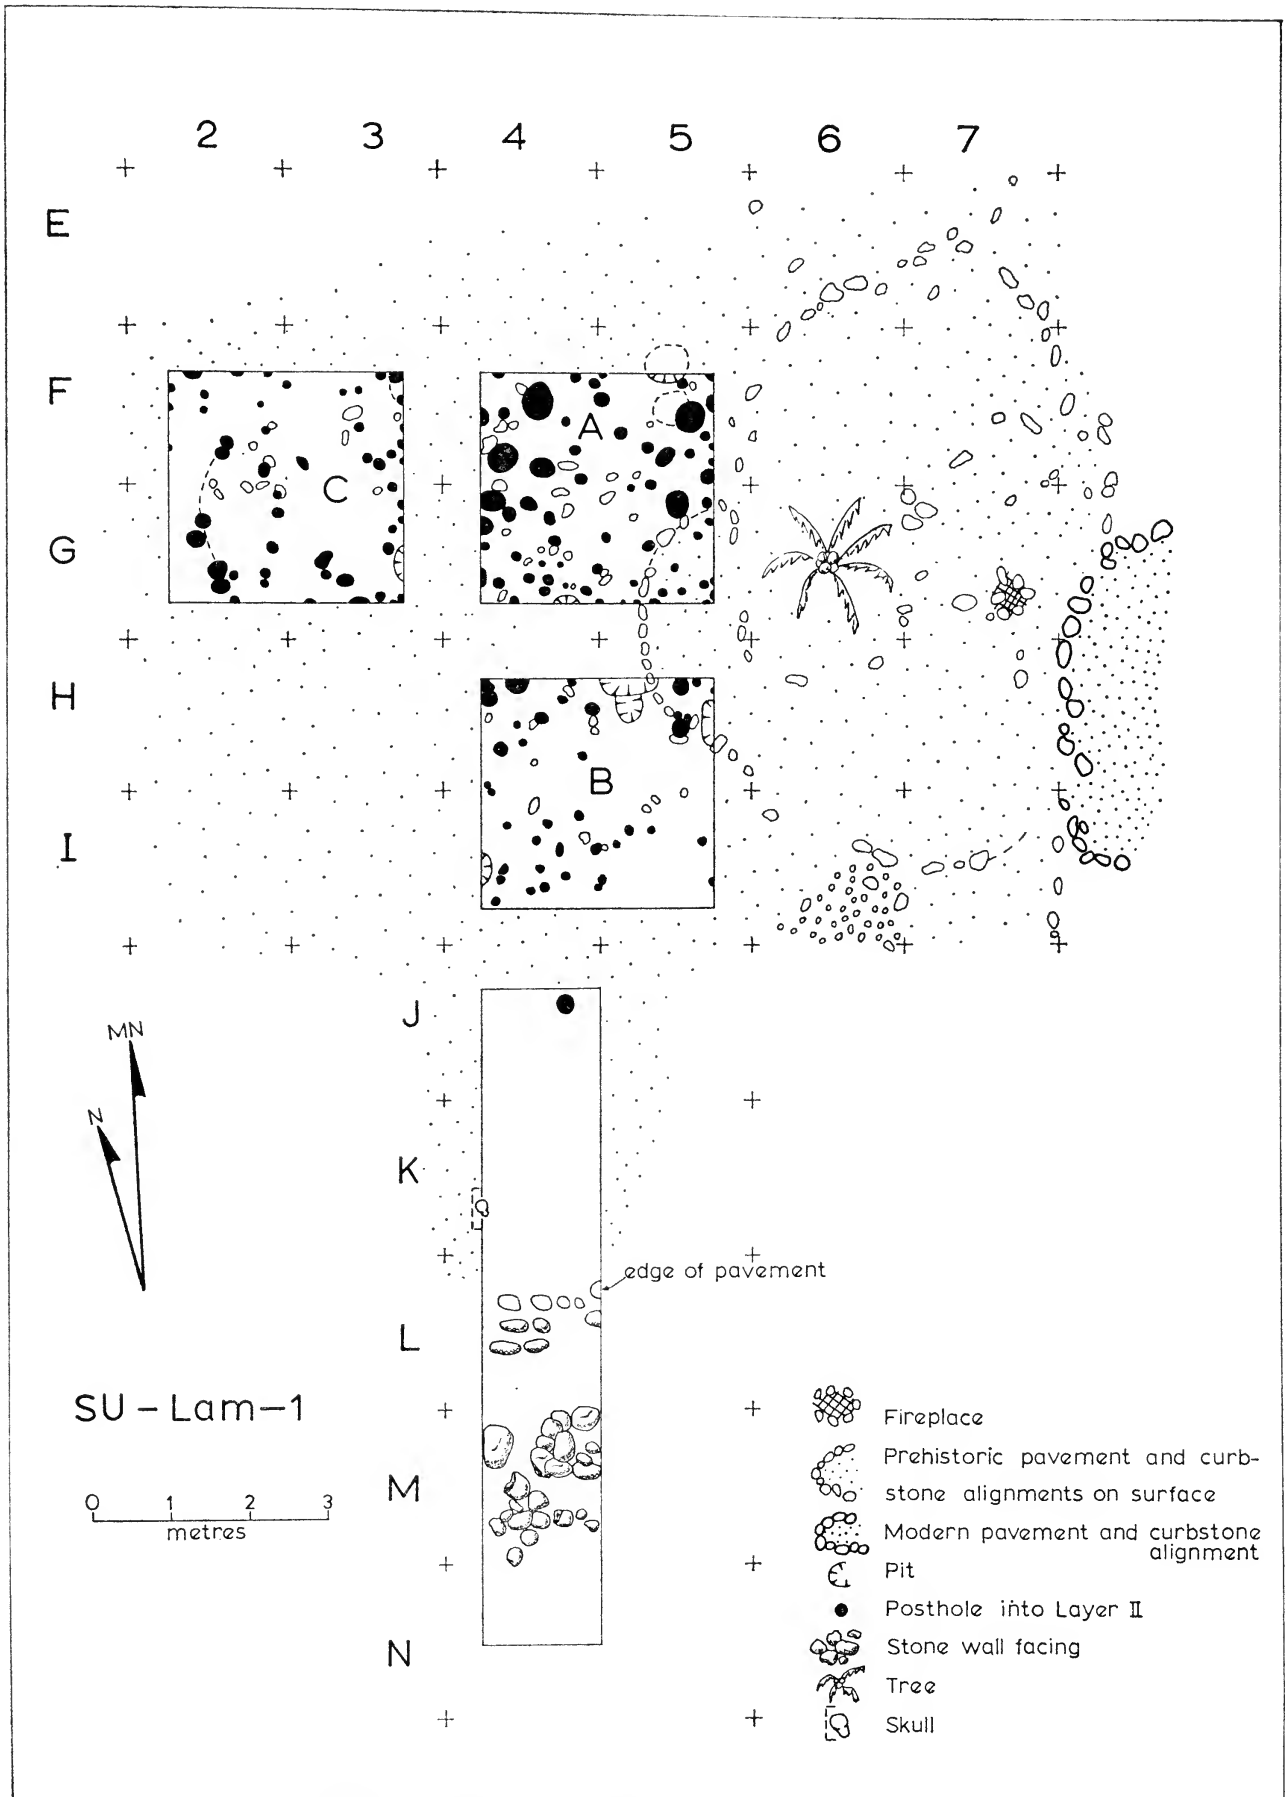 2 3 4 5 6 7
E
F
A
C
G
H
B
I
J
MN
N
K
edge of pavement
L
SU-Lam-1
Fireplace
Prehistoric pavement and curb-
M
stone alignments on surface
0 1 2 3
metres
Modern pavement and curbstone
alignment
Pit
Posthole into Layer II
N
Stone wall facing
Tree
Skull